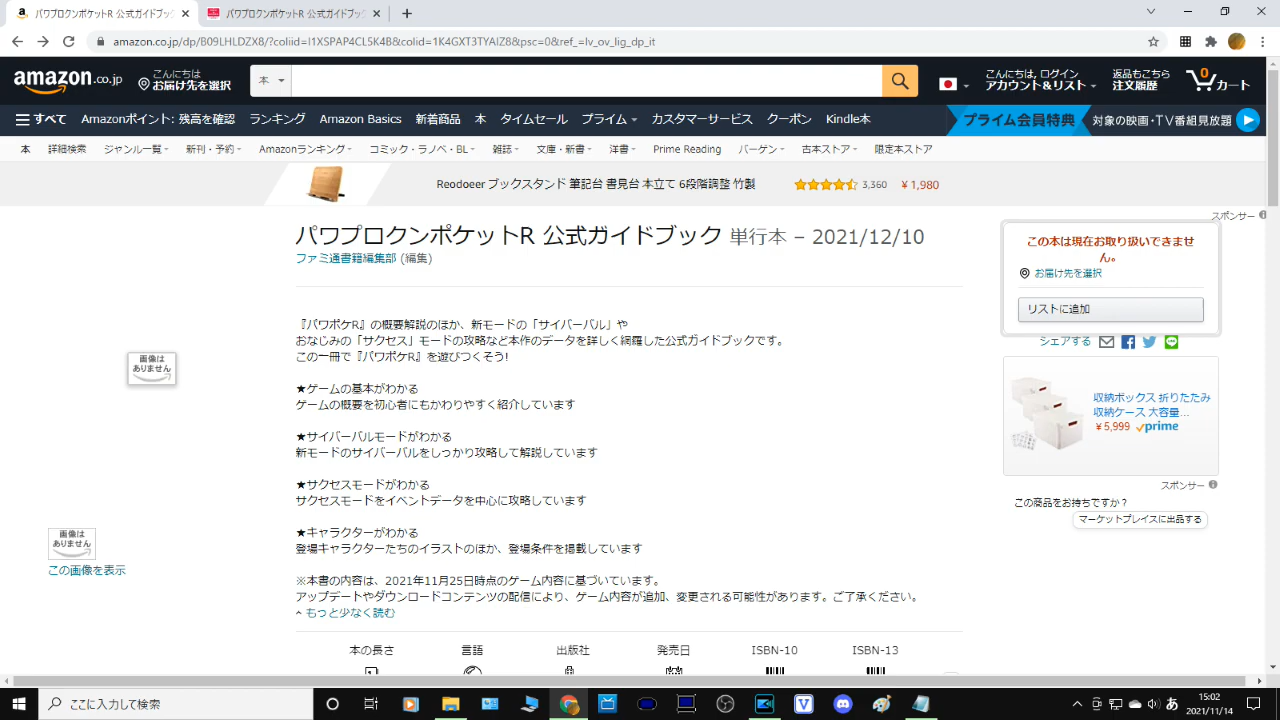 パワプロクンポケットR 公式ガイドブック
パワプロクンポケットR 公式ガイドブック
amazon.co.jp/dp/B09LHLDZX8/?coliid=I1XSPAP4CL5K4B&colid=1K4GXT3TYAIZ8&psc=0&ref_=lv_ov_lig_dp_it
amazon.co.jp
こんにちは
お届け先を選択
本
こんにちは, ログイン
アカウント&リスト
返品もこちら
注文履歴
0
カート
すべて Amazonポイント: 残高を確認 ランキング Amazon Basics 新着商品 本 タイムセール プライム カスタマーサービス クーポン Kindle本
プライム会員特典 対象の映画・TV番組見放題
本 詳細検索 ジャンル一覧 新刊・予約 Amazonランキング コミック・ラノベ・BL 雑誌 文庫・新書 洋書 Prime Reading バーゲン 古本ストア 限定本ストア
Reodoeer ブックスタンド 筆記台 書見台 本立て 6段階調整 竹製 3,360 ¥1,980
スポンサー
パワプロクンポケットR 公式ガイドブック 単行本 – 2021/12/10
ファミ通書籍編集部 (編集)
この本は現在お取り扱いできません。
お届け先を選択
リストに追加
シェアする
『パワポケR』の概要解説のほか、新モードの「サイバーバル」や
おなじみの「サクセス」モードの攻略など本作のデータを詳しく網羅した公式ガイドブックです。
この一冊で『パワポケR』を遊びつくそう!
★ゲームの基本がわかる
ゲームの概要を初心者にもわかりやすく紹介しています
★サイバーバルモードがわかる
新モードのサイバーバルをしっかり攻略して解説しています
★サクセスモードがわかる
サクセスモードをイベントデータを中心に攻略しています
★キャラクターがわかる
登場キャラクターたちのイラストのほか、登場条件を掲載しています
※本書の内容は、2021年11月25日時点のゲーム内容に基づいています。
アップデートやダウンロードコンテンツの配信により、ゲーム内容が追加、変更される可能性があります。ご了承ください。
もっと少なく読む
画像は
ありません
画像は
ありません
この画像を表示
収納ボックス 折りたたみ
収納ケース 大容量...
¥5,999 prime
スポンサー
この商品をお持ちですか?
マーケットプレイスに出品する
本の長さ 言語 出版社 発売日 ISBN-10 ISBN-13
ここに入力して検索
あ
15:02
2021/11/14